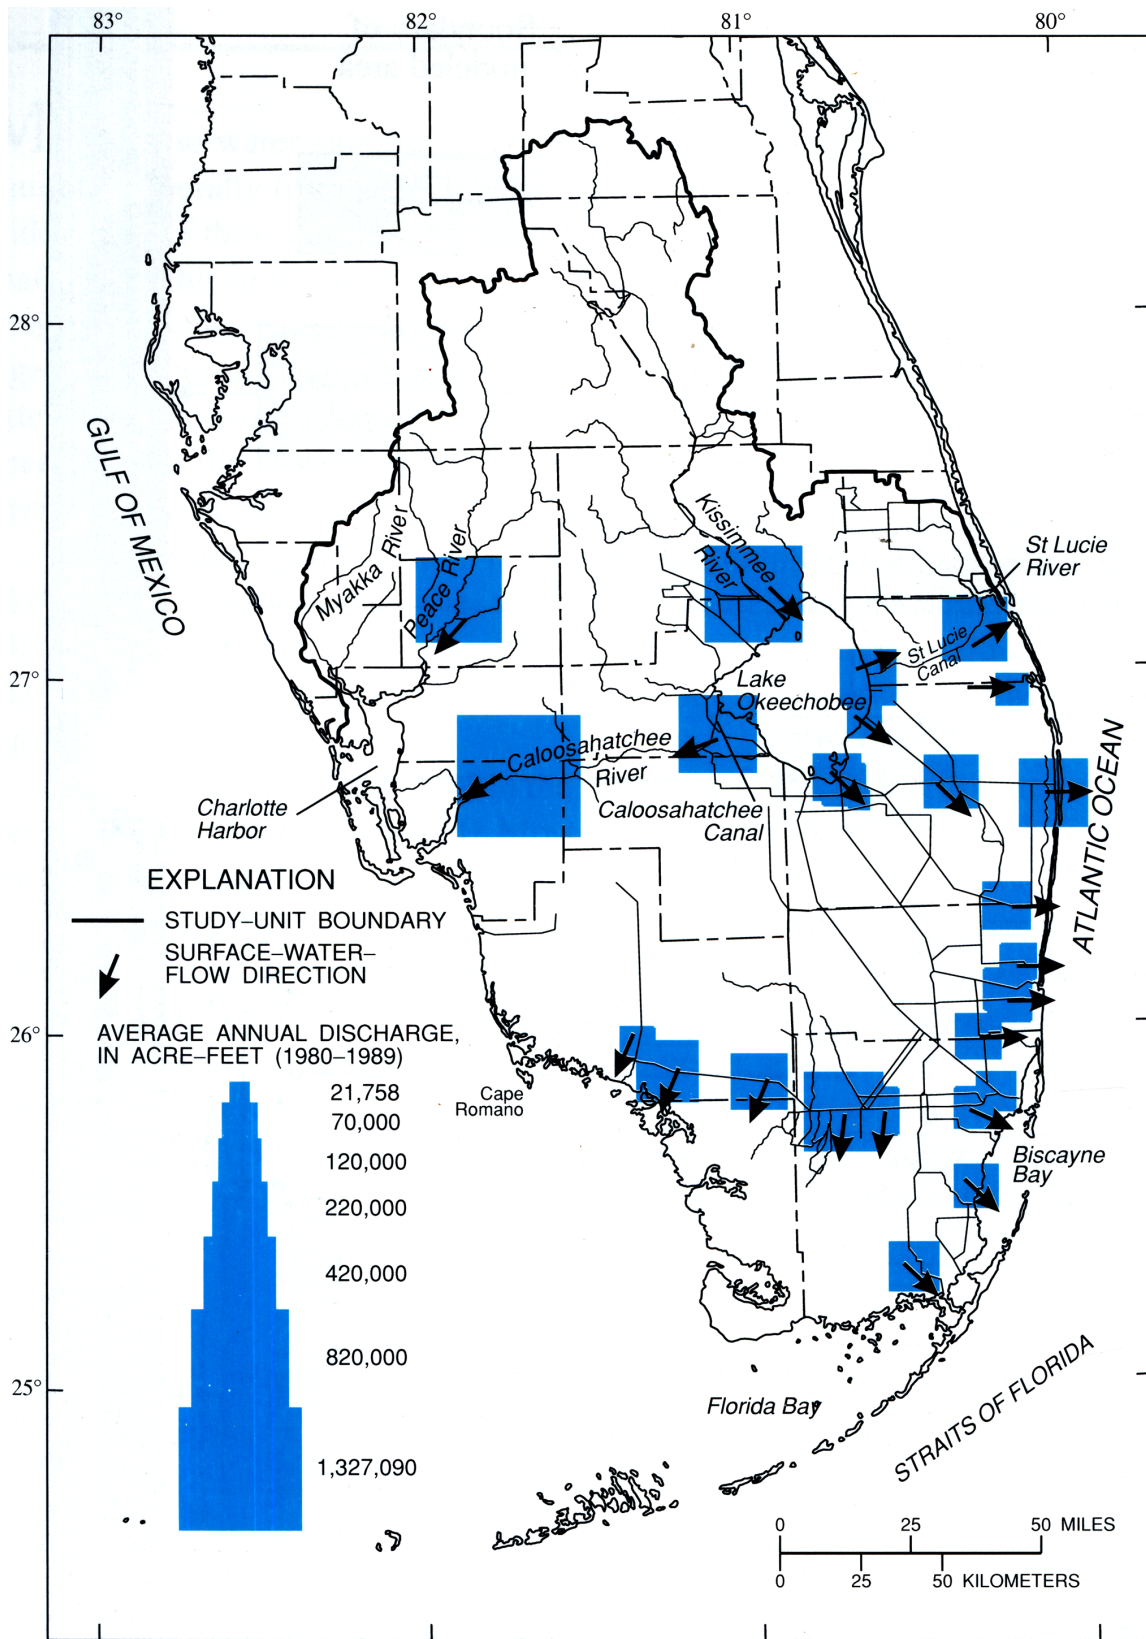 83°
82°
81°
80°
28°
27°
26°
25°
GULF OF MEXICO
Myakka
River
Peace River
Kissimmee
River
St Lucie
River
St Lucie
Canal
Lake
Okeechobee
Caloosahatchee
River
Caloosahatchee
Canal
Charlotte
Harbor
ATLANTIC OCEAN
EXPLANATION
STUDY–UNIT BOUNDARY
SURFACE–WATER–
FLOW DIRECTION
AVERAGE ANNUAL DISCHARGE,
IN ACRE–FEET (1980–1989)
21,758
70,000
120,000
220,000
420,000
820,000
1,327,090
Cape
Romano
Biscayne
Bay
Florida Bay
STRAITS OF FLORIDA
0 25 50 MILES
0 25 50 KILOMETERS